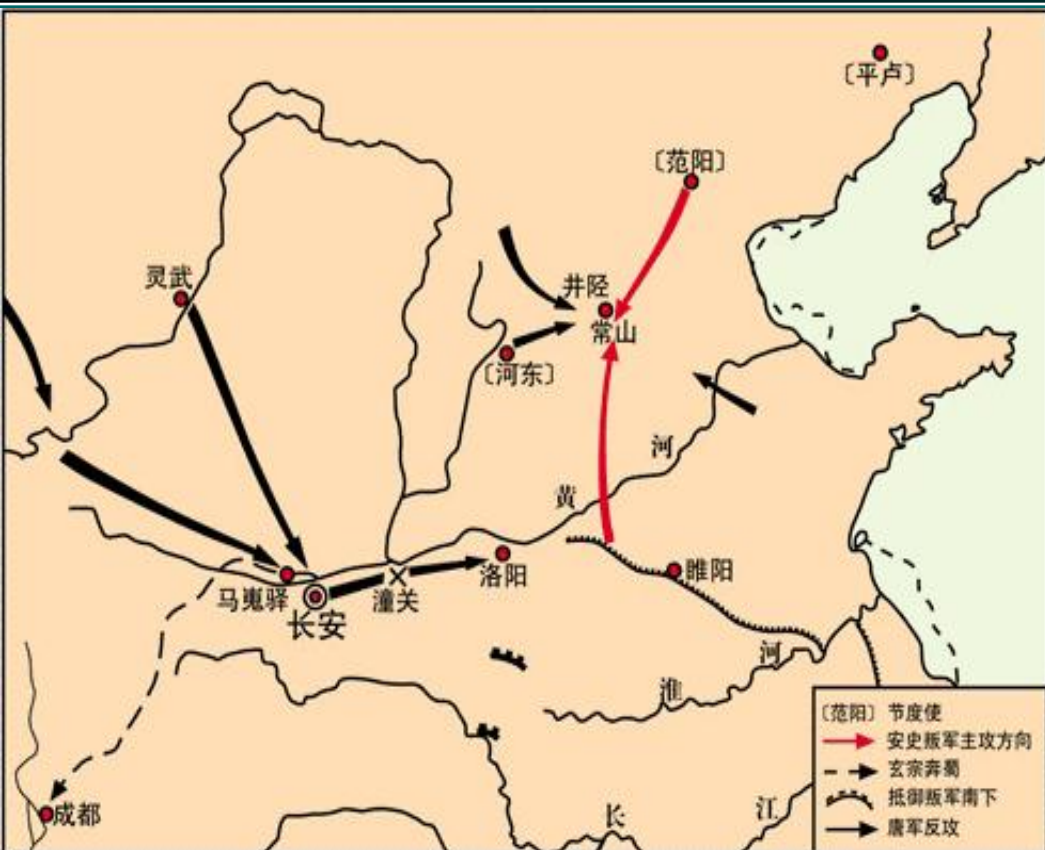 〔平卢〕
〔范阳〕
灵武
井陉
常山
〔河东〕
河
黄
洛阳
睢阳
马嵬驿
潼关
长安
河
淮
成都
长
江
〔范阳〕 节度使
安史叛军主攻方向
玄宗奔蜀
抵御叛军南下
唐军反攻